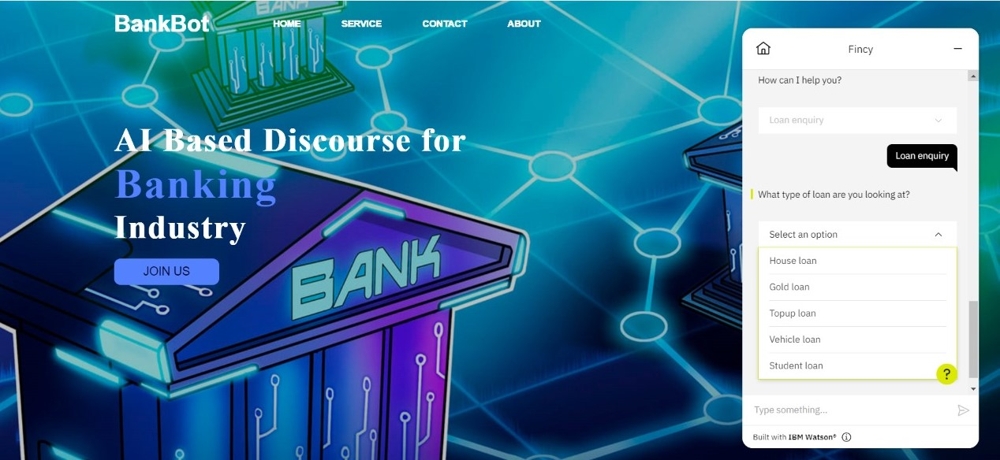 BankBot
HOME SERVICE CONTACT ABOUT
BANK
AI Based Discourse for
Banking
Industry
JOIN US
BANK
Fincy
How can I help you?
Loan enquiry
Loan enquiry
What type of loan are you looking at?
Select an option
House loan
Gold loan
Topup loan
Vehicle loan
Student loan
?
Type something...
Built with IBM Watson®